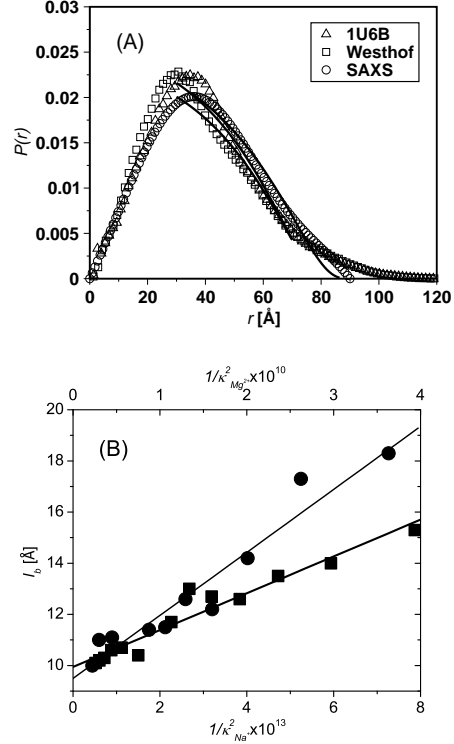 0.03
(A)
△ 1U6B
□ Westhof
○ SAXS
0.025
0.02
0.015
0.01
0.005
0
P(r)
0 20 40 60 80 100 120
r [Å]
1/κ²Mg²⁺x10¹⁰
0 1 2 3 4
(B)
20
18
16
14
12
10
8
lb [Å]
0 2 4 6 8
1/κ²Na⁺x10¹³